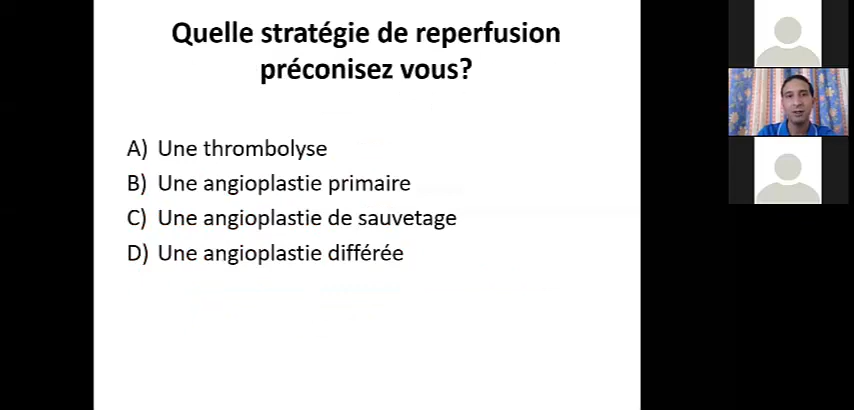 Quelle stratégie de reperfusion
préconisez vous?
A) Une thrombolyse
B) Une angioplastie primaire
C) Une angioplastie de sauvetage
D) Une angioplastie différée